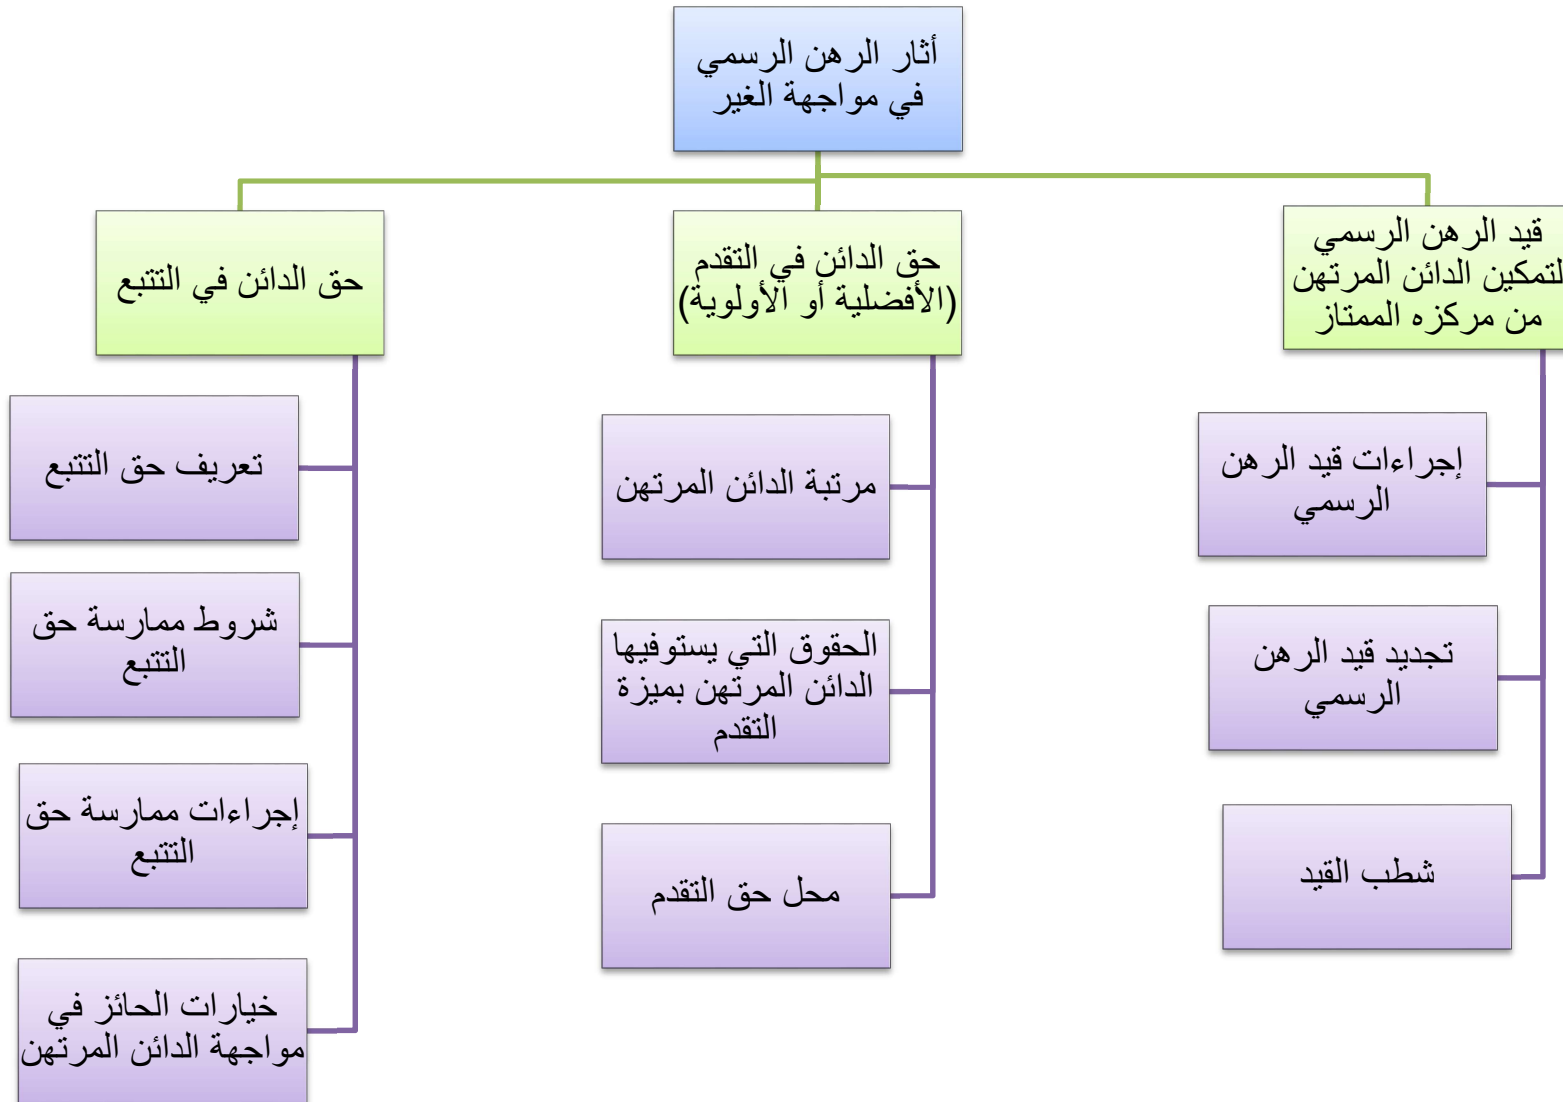 أثار الرهن الرسمي
في مواجهة الغير
قيد الرهن الرسمي
لتمكين الدائن المرتهن
من مركزه الممتاز
إجراءات قيد الرهن
الرسمي
تجديد قيد الرهن
الرسمي
شطب القيد
حق الدائن في التقدم
(الأفضلية أو الأولوية)
مرتبة الدائن المرتهن
الحقوق التي يستوفيها
الدائن المرتهن بميزة
التقدم
محل حق التقدم
حق الدائن في التتبع
تعريف حق التتبع
شروط ممارسة حق
التتبع
إجراءات ممارسة حق
التتبع
خيارات الحائز في
مواجهة الدائن المرتهن